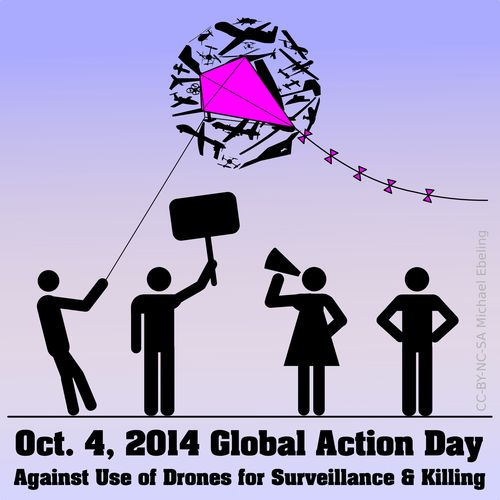 CC-BY-NC-SA Michael Ebeling
Oct. 4, 2014 Global Action Day
Against Use of Drones for Surveillance & Killing